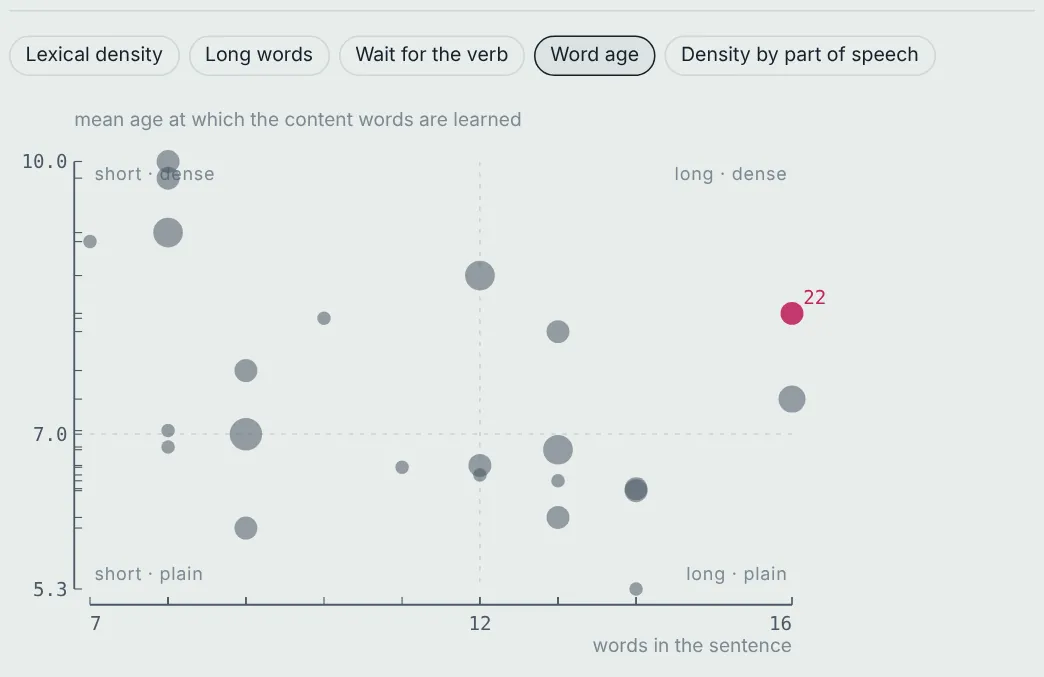 Lexical density Long words Wait for the verb Word age Density by part of speech
mean age at which the content words are learned
10.0
short · dense long · dense
22
7.0
short · plain long · plain
5.3
7 12 16
words in the sentence